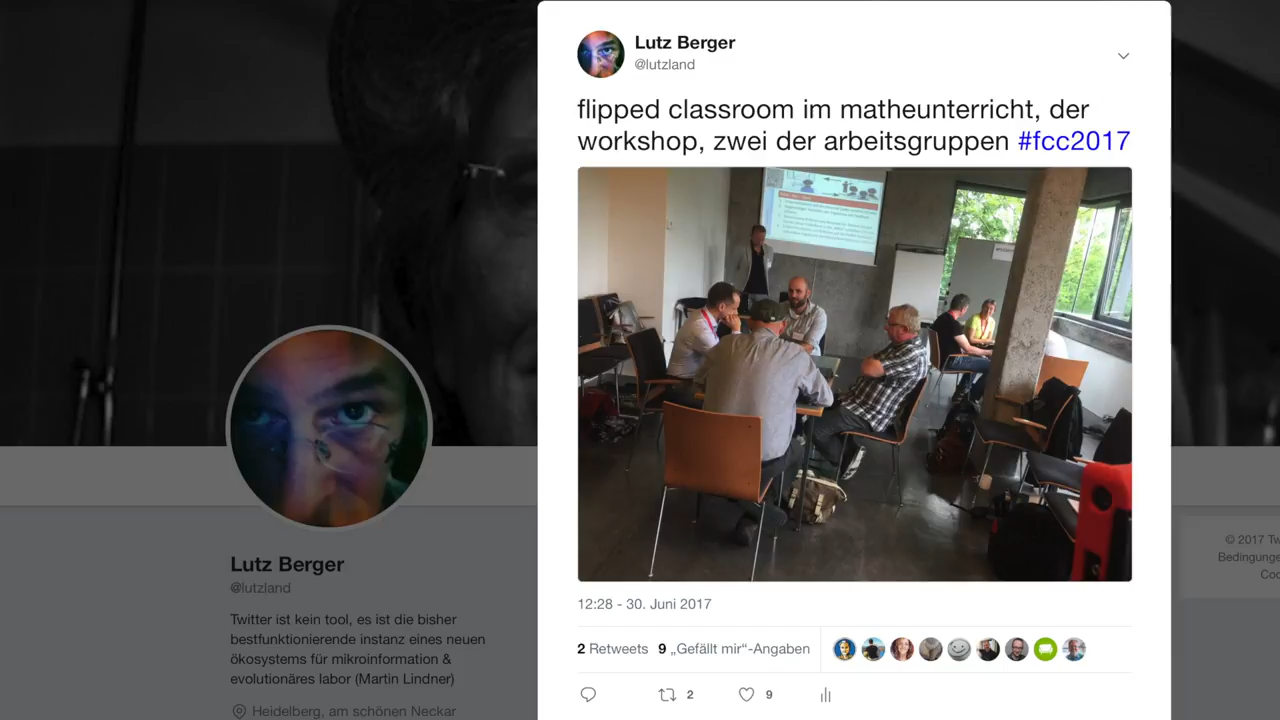 Lutz Berger
@lutzland
flipped classroom im matheunterricht, der
workshop, zwei der arbeitsgruppen #fcc2017
12:28 - 30. Juni 2017
2 Retweets 9 „Gefällt mir“-Angaben
2 9
Lutz Berger
@lutzland
Twitter ist kein tool, es ist die bisher
bestfunktionierende instanz eines neuen
ökosystems für mikroinformation &
evolutionäres labor (Martin Lindner)
Heidelberg, am schönen Neckar
© 2017 Tw
Bedingunge
Coo